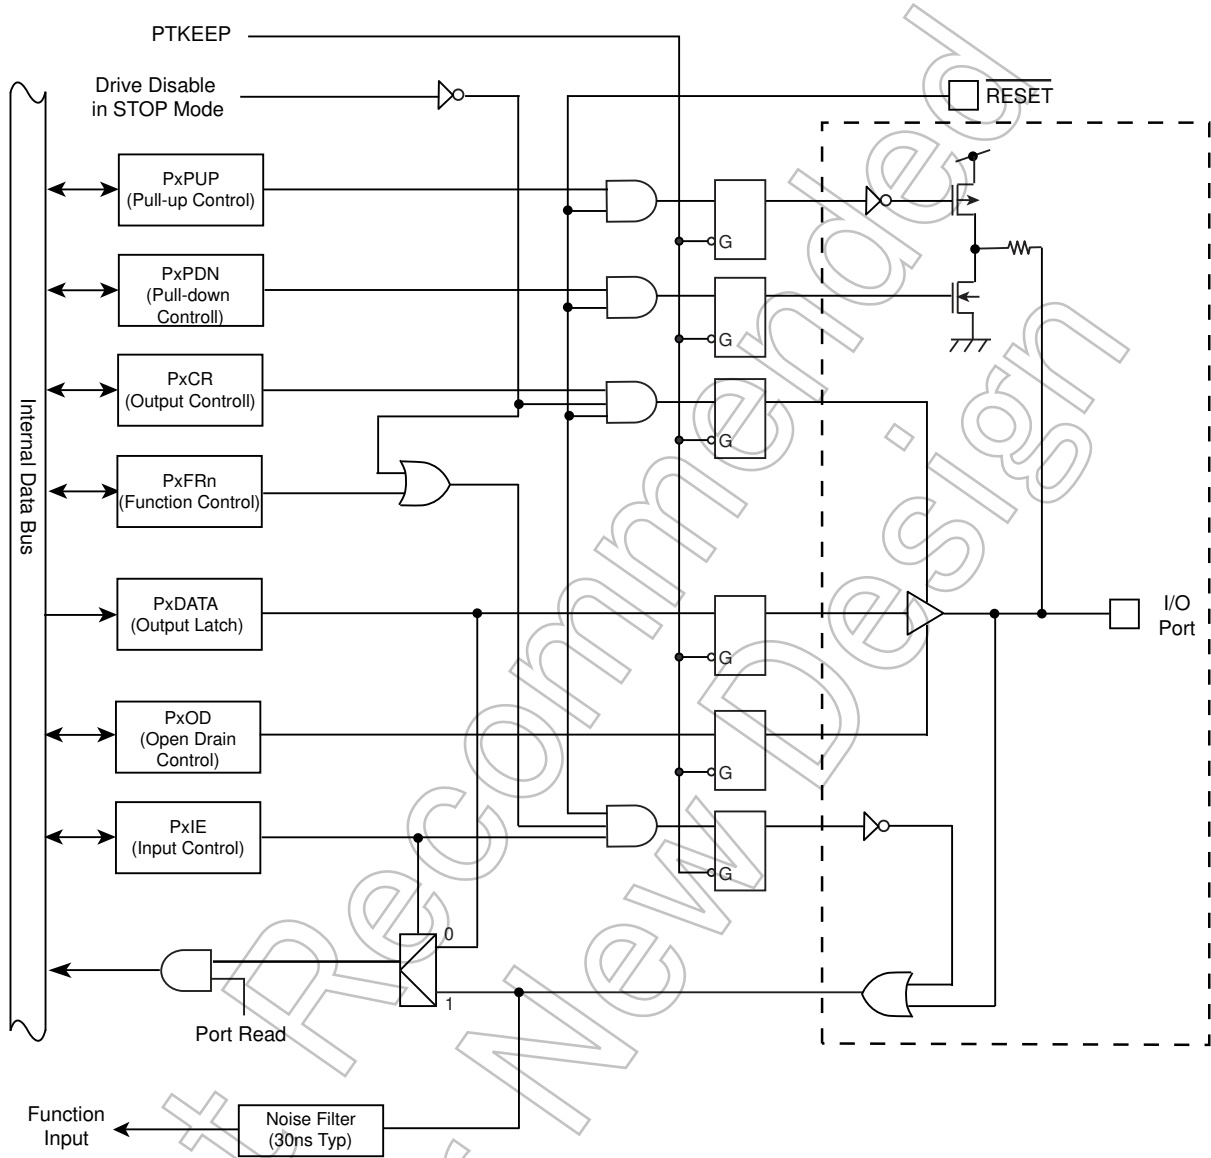 PTKEEP
Drive Disable
in STOP Mode
RESET
PxPUP
(Pull-up Control)
G
PxPDN
(Pull-down
Controll)
G
PxCR
(Output Controll)
G
Internal Data Bus
PxFRn
(Function Control)
PxDATA
(Output Latch)
G
I/O
Port
PxOD
(Open Drain
Control)
G
PxIE
(Input Control)
G
0
1
Port Read
Function
Input
Noise Filter
(30ns Typ)
t Recommended
r New Design